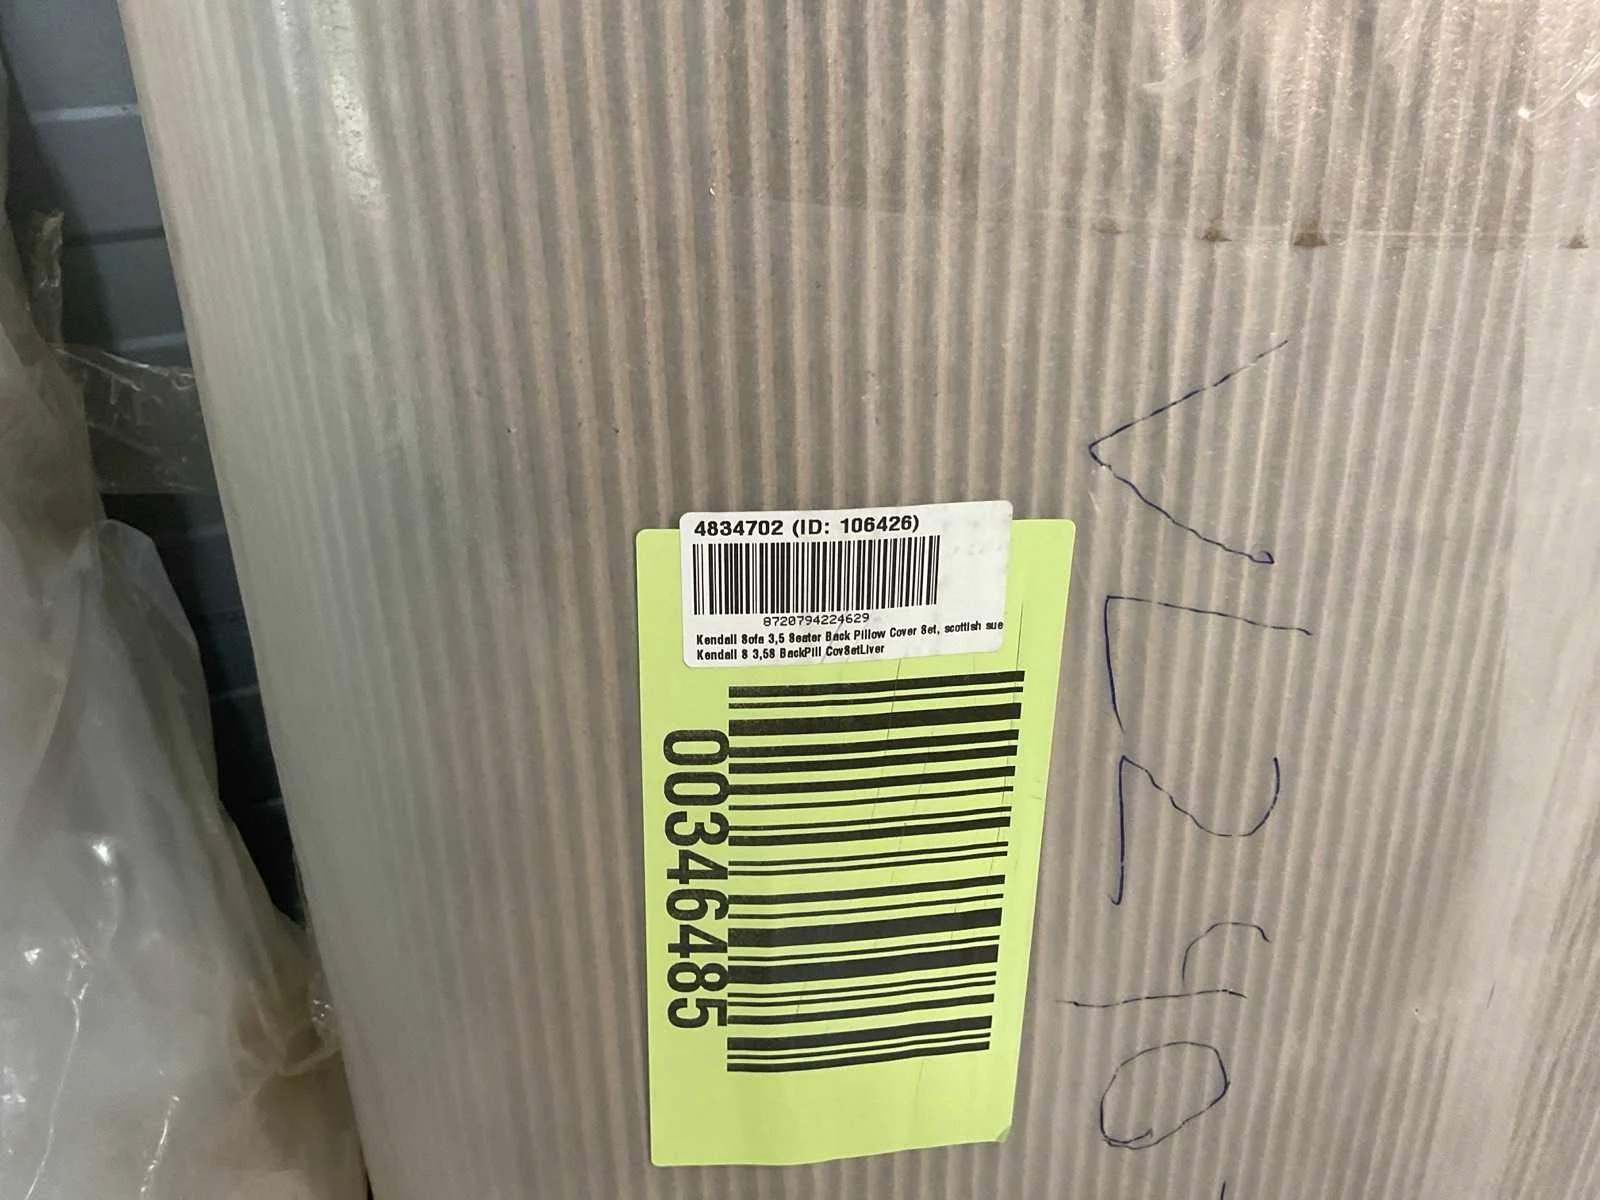 4834702 (ID: 106426)
8720794224629
Kendall Sofa 3,5 Seater Back Pillow Cover Set, scottish sue
Kendall S 3,5S BackPill CovSetLiver
00346485
VL240